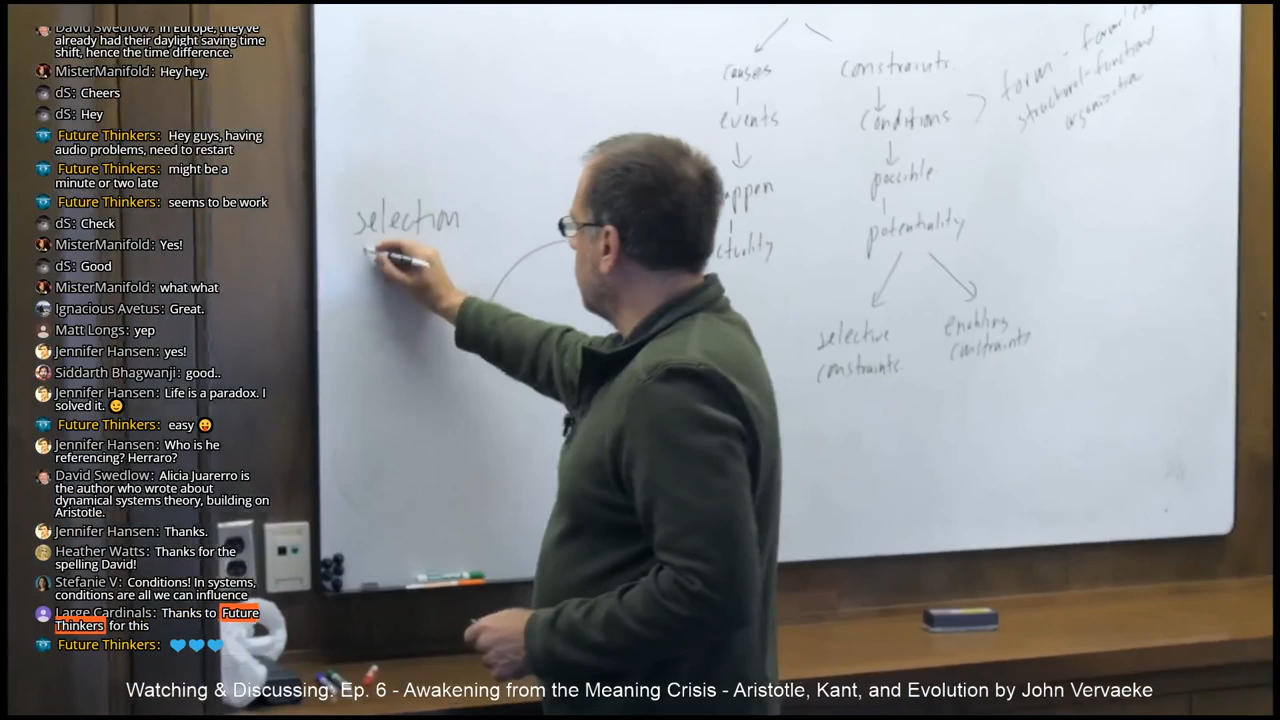 David Swedlow: In Europe, they've
already had their daylight saving time
shift, hence the time difference.
MisterManifold: Hey hey.
dS: Cheers
dS: Hey
Future Thinkers: Hey guys, having
audio problems, need to restart
Future Thinkers: might be a
minute or two late
Future Thinkers: seems to be work
dS: Check
MisterManifold: Yes!
dS: Good
MisterManifold: what what
Ignacious Avetus: Great.
Matt Longs: yep
Jennifer Hansen: yes!
Siddarth Bhagwanji: good..
Jennifer Hansen: Life is a paradox. I
solved it. 😉
Future Thinkers: easy 😛
Jennifer Hansen: Who is he
referencing? Herraro?
David Swedlow: Alicia Juarerro is
the author who wrote about
dynamical systems theory, building on
Aristotle.
Jennifer Hansen: Thanks.
Heather Watts: Thanks for the
spelling David!
Stefanie V: Conditions! In systems,
conditions are all we can influence
Large Cardinals: Thanks to Future
Thinkers for this
Future Thinkers: 💙💙💙
selection
causes
events
appen
ctuality
constraints.
conditions
possible
potentiality
selective
constraints.
enabling
constraints
form - formal
structural-functional
organization
Watching & Discussing: Ep. 6 - Awakening from the Meaning Crisis - Aristotle, Kant, and Evolution by John Vervaeke